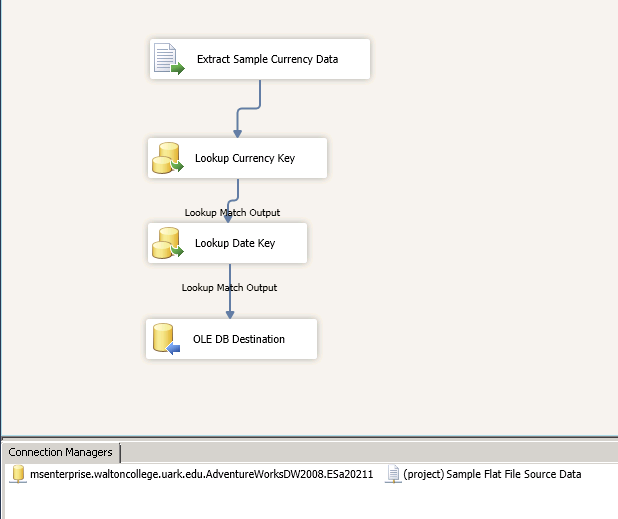 Extract Sample Currency Data
Lookup Currency Key
Lookup Match Output
Lookup Date Key
Lookup Match Output
OLE DB Destination
Connection Managers
msenterprise.waltoncollege.uark.edu.AdventureWorksDW2008.ESa20211 (project) Sample Flat File Source Data